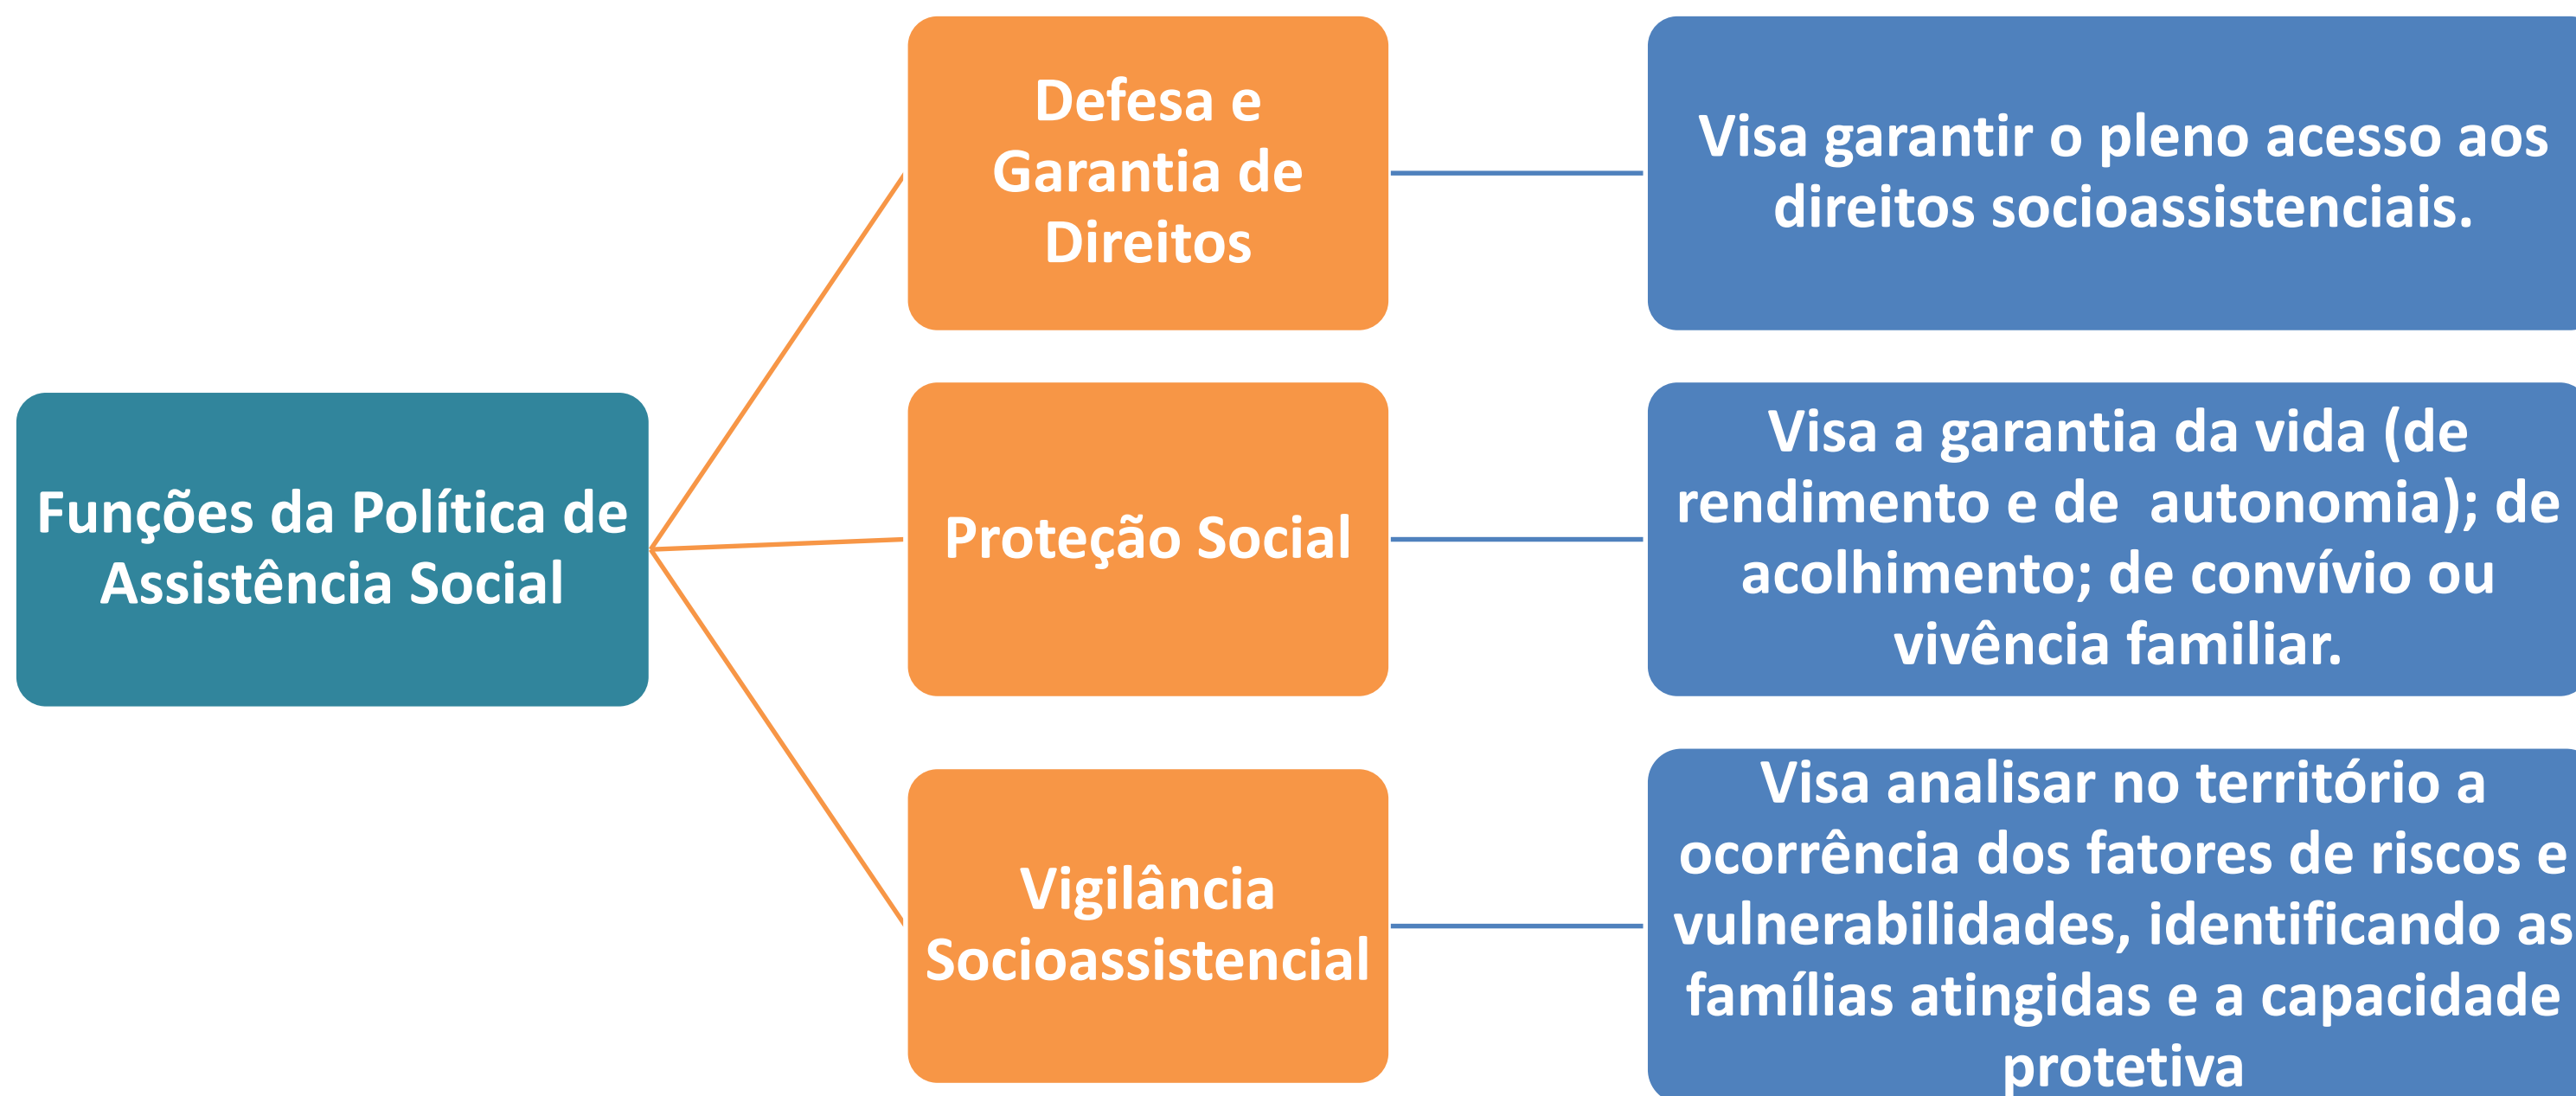 Funções da Política de
Assistência Social
Defesa e
Garantia de
Direitos
Visa garantir o pleno acesso aos
direitos socioassistenciais.
Proteção Social
Visa a garantia da vida (de
rendimento e de  autonomia); de
acolhimento; de convívio ou
vivência familiar.
Vigilância
Socioassistencial
Visa analisar no território a
ocorrência dos fatores de riscos e
vulnerabilidades, identificando as
famílias atingidas e a capacidade
protetiva